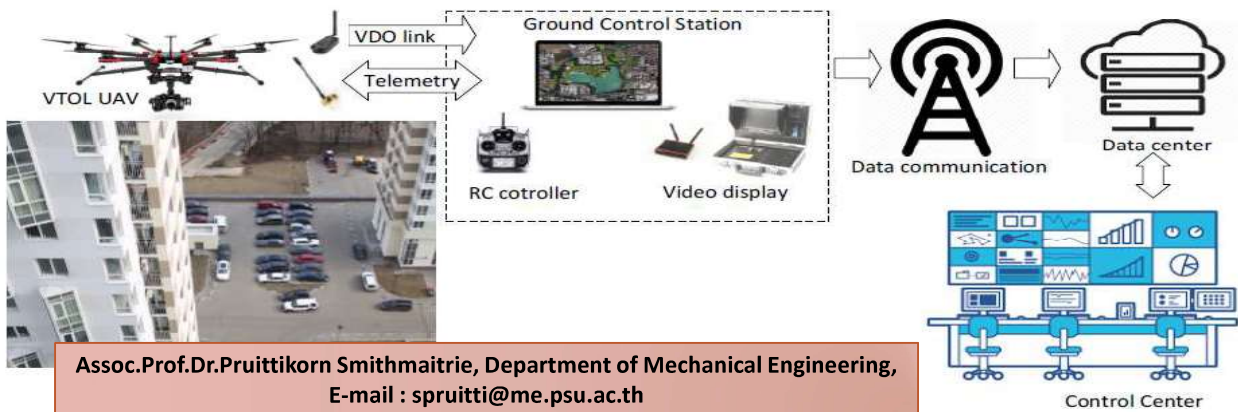 VTOL UAV
VDO link
Telemetry
Ground Control Station
RC cotroller
Video display
Data communication
Data center
Control Center
Assoc.Prof.Dr.Pruittikorn Smithmaitrie, Department of Mechanical Engineering,
E-mail : spruitti@me.psu.ac.th